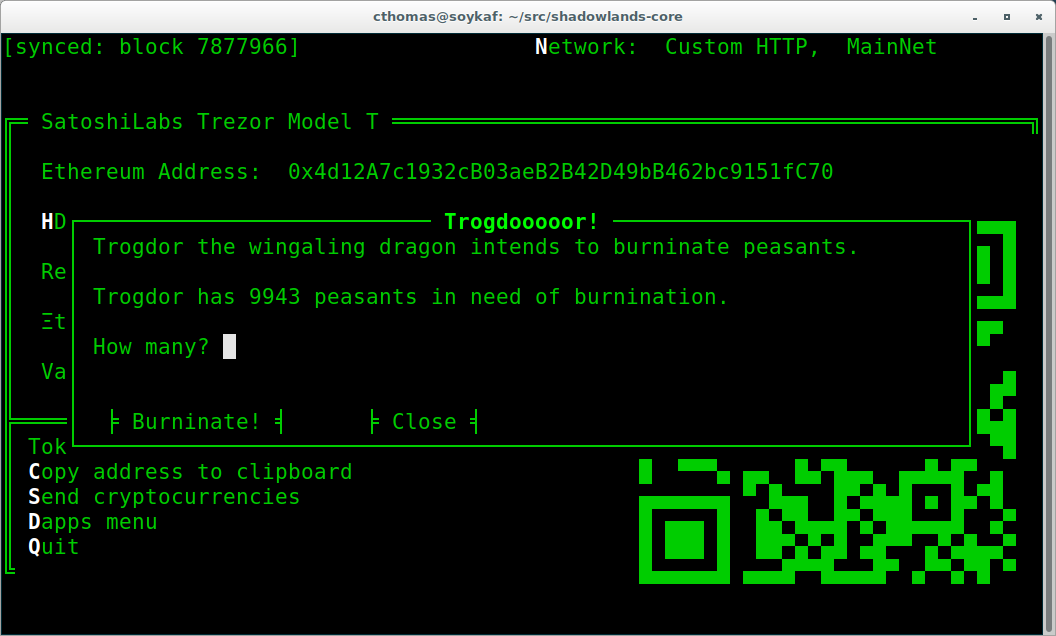 cthomas@soykaf: ~/src/shadowlands-core
[synced: block 7877966] Network: Custom HTTP, MainNet
SatoshiLabs Trezor Model T
Ethereum Address: 0x4d12A7c1932cB03aeB2B42D49bB462bc9151fC70
HD
Trogdooooor!
Trogdor the wingaling dragon intends to burninate peasants.
Re
Trogdor has 9943 peasants in need of burnination.
Ξt
How many?
Va
Burninate! Close
Tok
Copy address to clipboard
Send cryptocurrencies
Dapps menu
Quit